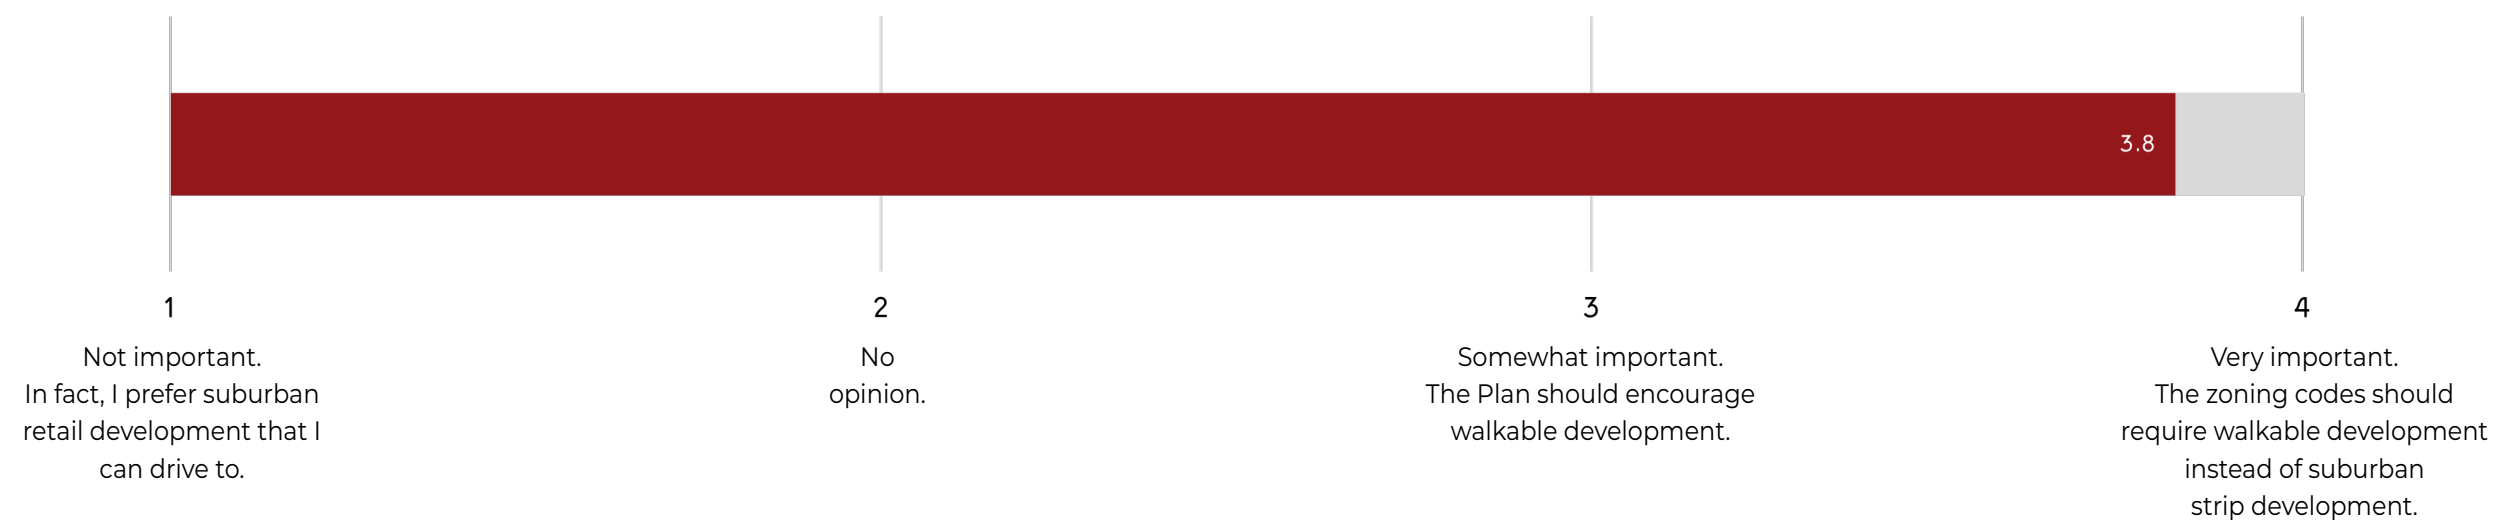 3.8
1
2
3
4
Not important.
In fact, I prefer suburban
retail development that I
can drive to.
No
opinion.
Somewhat important.
The Plan should encourage
walkable development.
Very important.
The zoning codes should
require walkable development
instead of suburban
strip development.